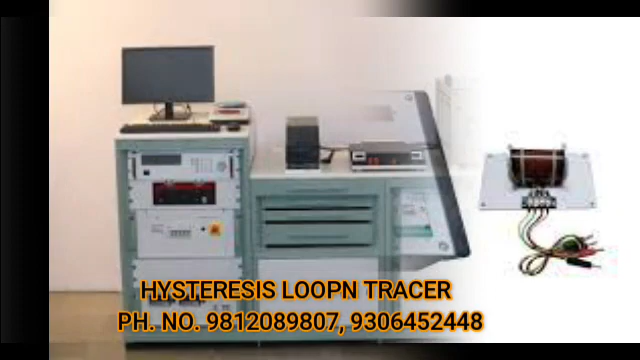 HYSTERESIS LOOPN TRACER
PH. NO. 9812089807, 9306452448